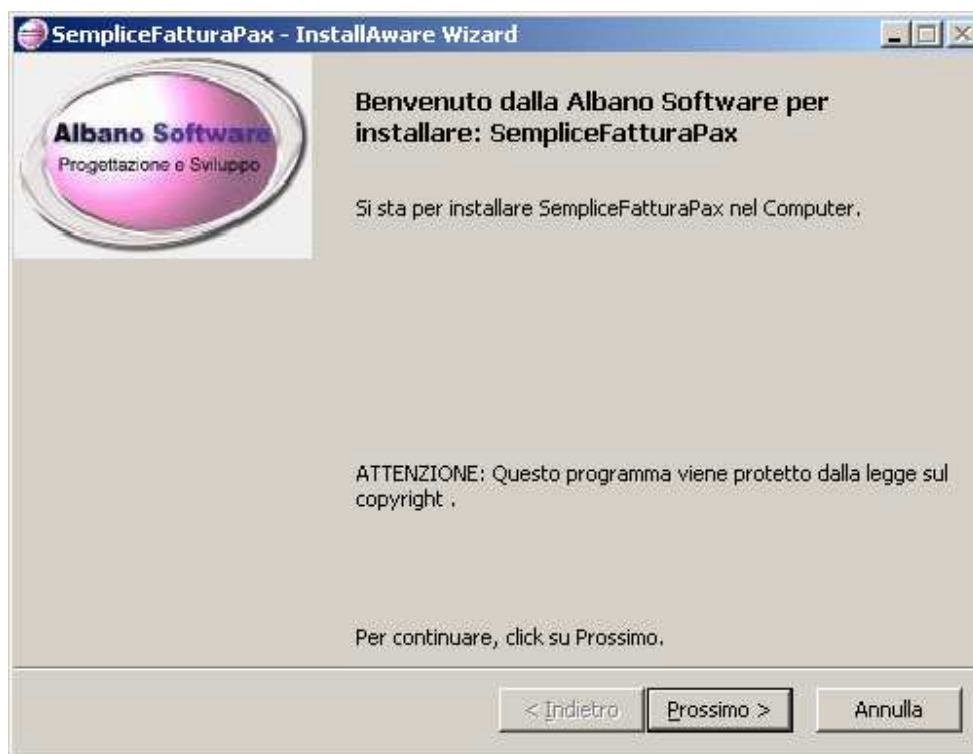 SempliceFatturaPax - InstallAware Wizard
Albano Software
Progettazione e Sviluppo
Benvenuto dalla Albano Software per
installare: SempliceFatturaPax
Si sta per installare SempliceFatturaPax nel Computer.
ATTENZIONE: Questo programma viene protetto dalla legge sul
copyright .
Per continuare, click su Prossimo.
< Indietro
Prossimo >
Annulla